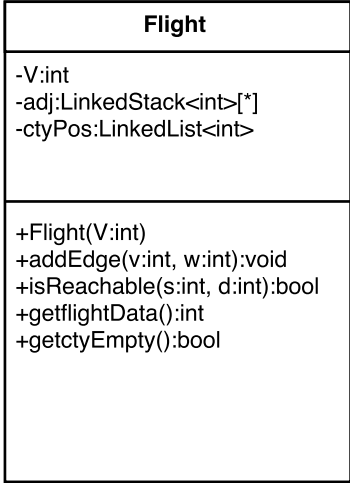 Flight
-V:int
-adj:LinkedStack<int>[*]
-ctyPos:LinkedList<int>
+Flight(V:int)
+addEdge(v:int, w:int):void
+isReachable(s:int, d:int):bool
+getflightData():int
+getctyEmpty():bool